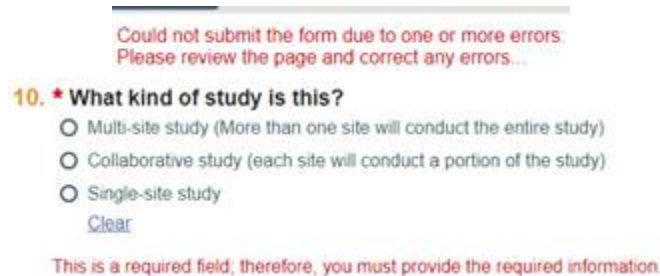 Could not submit the form due to one or more errors.
Please review the page and correct any errors...
10. * What kind of study is this?
Multi-site study (More than one site will conduct the entire study)
Collaborative study (each site will conduct a portion of the study)
Single-site study
Clear
This is a required field; therefore, you must provide the required information